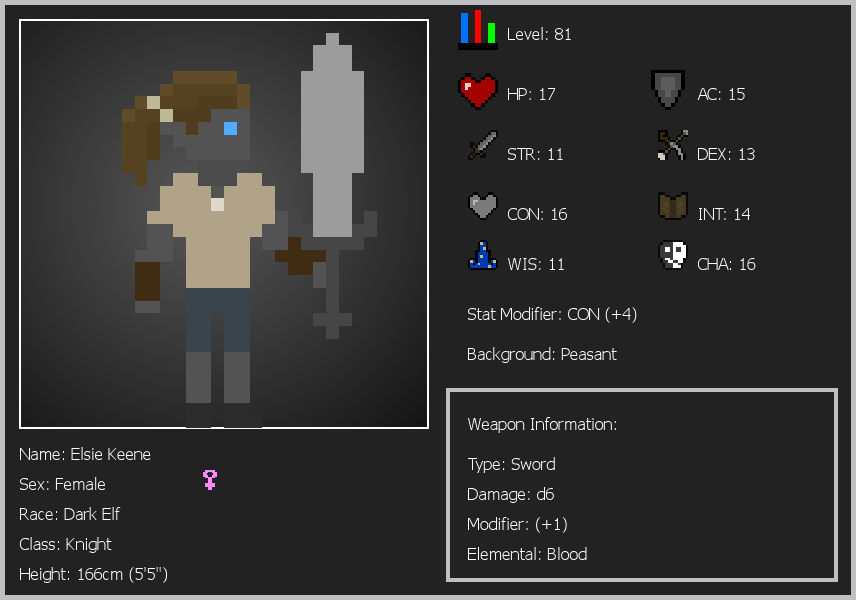 Level: 81
HP: 17
AC: 15
STR: 11
DEX: 13
CON: 16
INT: 14
WIS: 11
CHA: 16
Stat Modifier: CON (+4)
Background: Peasant
Weapon Information:
Type: Sword
Damage: d6
Modifier: (+1)
Elemental: Blood
Name: Elsie Keene
Sex: Female
Race: Dark Elf
Class: Knight
Height: 166cm (5'5")